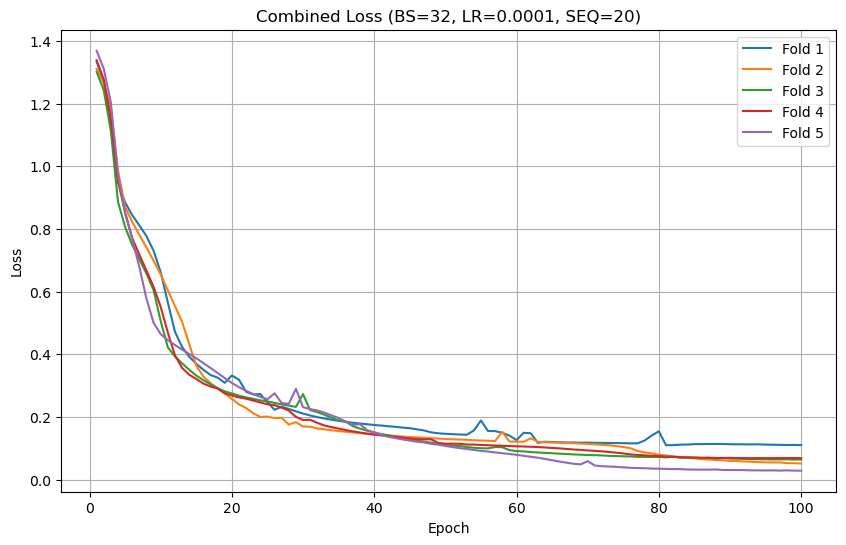 Combined Loss (BS=32, LR=0.0001, SEQ=20)
1.4
1.2
1.0
0.8
0.6
0.4
0.2
0.0
Loss
Fold 1
Fold 2
Fold 3
Fold 4
Fold 5
0 20 40 60 80 100
Epoch